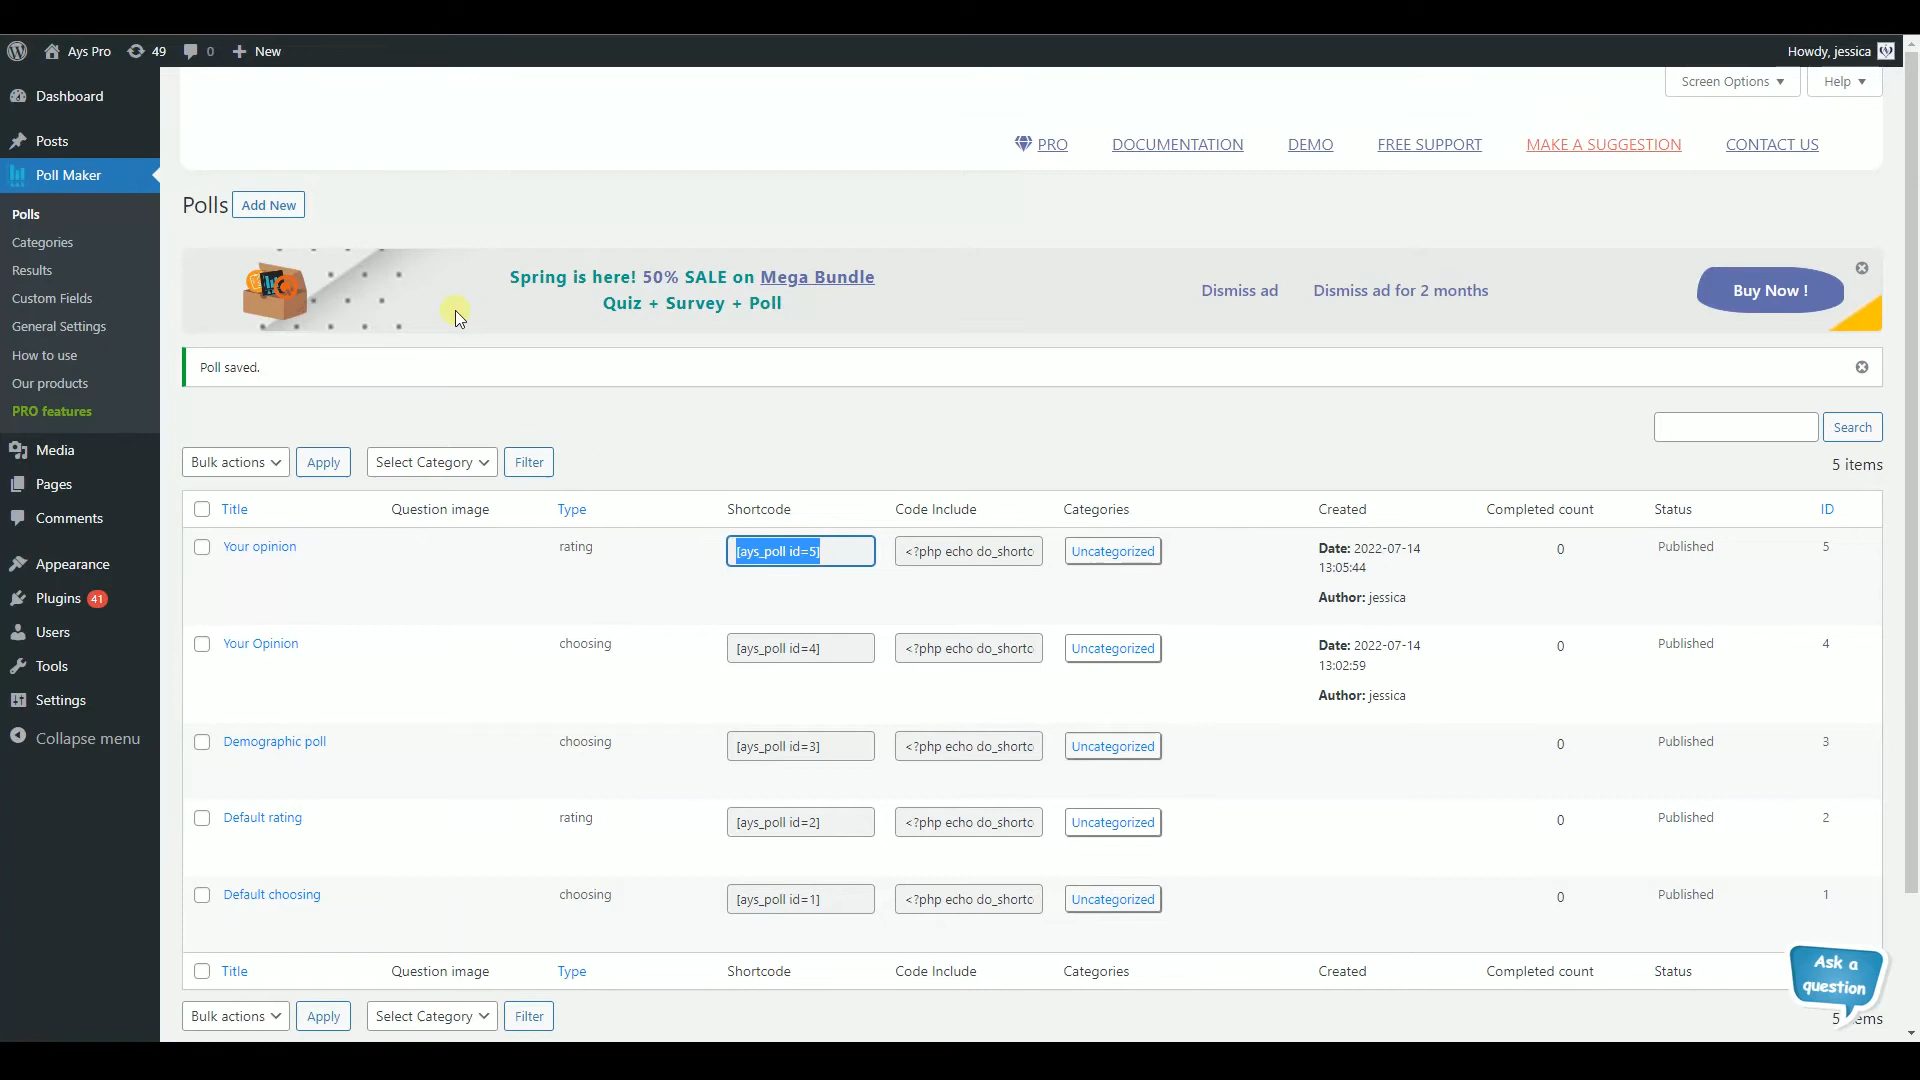 Ays Pro 49 0 New Howdy, jessica
Screen Options Help
PRO DOCUMENTATION DEMO FREE SUPPORT MAKE A SUGGESTION CONTACT US
Dashboard
Posts
Poll Maker
Polls
Categories
Results
Custom Fields
General Settings
How to use
Our products
PRO features
Media
Pages
Comments
Appearance
Plugins 41
Users
Tools
Settings
Collapse menu
Polls Add New
Spring is here! 50% SALE on Mega Bundle
Quiz + Survey + Poll
Dismiss ad Dismiss ad for 2 months
Buy Now !
Poll saved.
Search
Bulk actions Apply Select Category Filter
5 items
Title Question image Type Shortcode Code Include Categories Created Completed count Status ID
Your opinion rating [ays_poll id=5] <?php echo do_shortc Uncategorized Date: 2022-07-14 0 Published 5
13:05:44
Author: jessica
Your Opinion choosing [ays_poll id=4] <?php echo do_shortc Uncategorized Date: 2022-07-14 0 Published 4
13:02:59
Author: jessica
Demographic poll choosing [ays_poll id=3] <?php echo do_shortc Uncategorized 0 Published 3
Default rating rating [ays_poll id=2] <?php echo do_shortc Uncategorized 0 Published 2
Default choosing choosing [ays_poll id=1] <?php echo do_shortc Uncategorized 0 Published 1
Title Question image Type Shortcode Code Include Categories Created Completed count Status
Ask a
question
Bulk actions Apply Select Category Filter
5